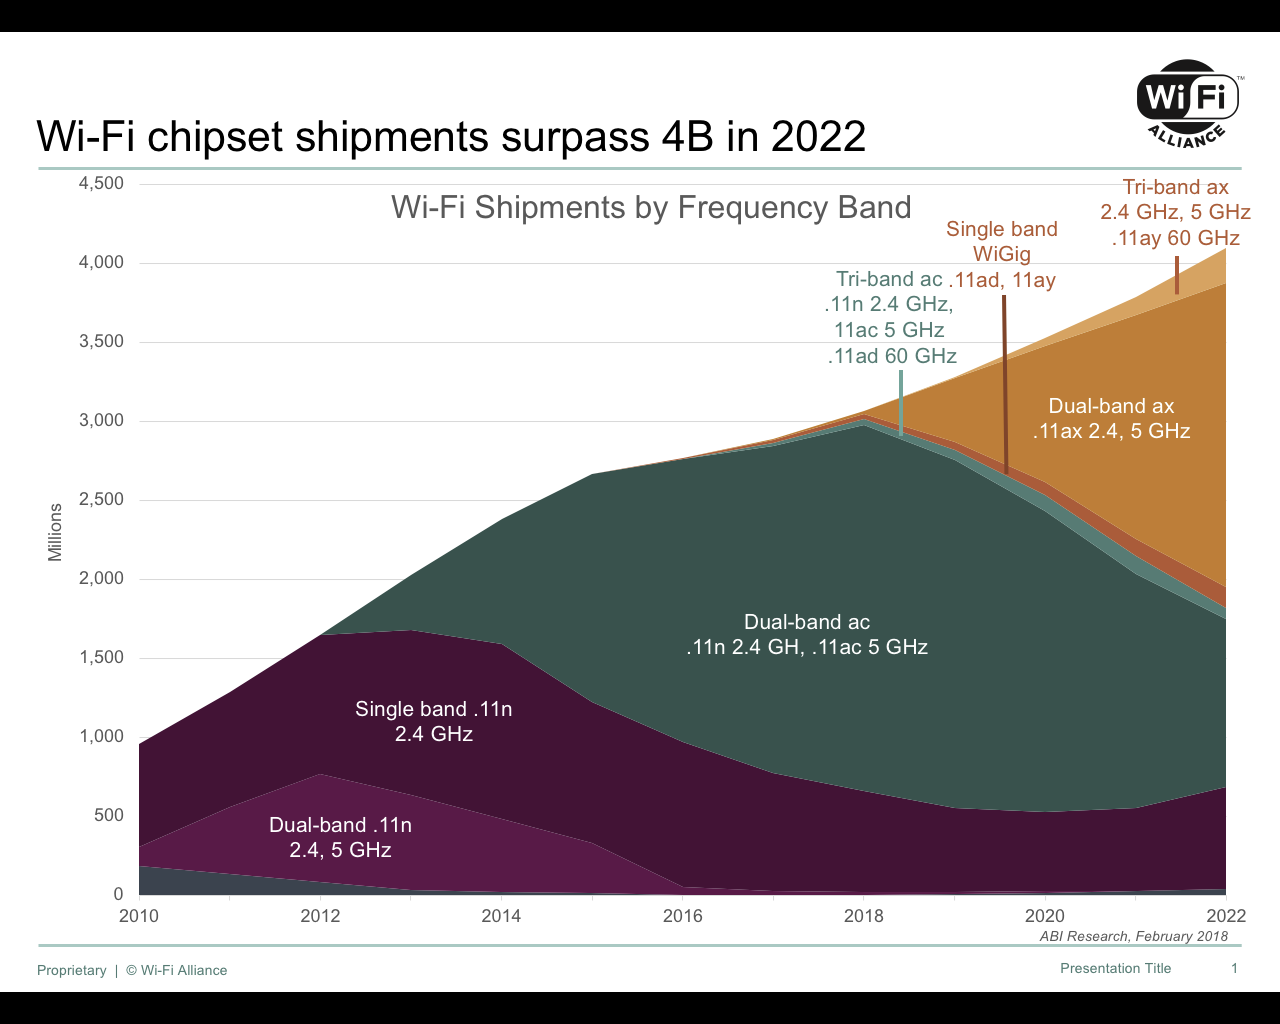 Wi Fi
ALLIANCE
TM
Wi-Fi chipset shipments surpass 4B in 2022
Wi-Fi Shipments by Frequency Band
Millions
4,500
4,000
3,500
3,000
2,500
2,000
1,500
1,000
500
0
Tri-band ax
2.4 GHz, 5 GHz
.11ay 60 GHz
Single band
WiGig
.11ad, 11ay
Tri-band ac
.11n 2.4 GHz,
11ac 5 GHz
.11ad 60 GHz
Dual-band ax
.11ax 2.4, 5 GHz
Dual-band ac
.11n 2.4 GH, .11ac 5 GHz
Single band .11n
2.4 GHz
Dual-band .11n
2.4, 5 GHz
2010 2012 2014 2016 2018 2020 2022
ABI Research, February 2018
Proprietary | © Wi-Fi Alliance
Presentation Title 1